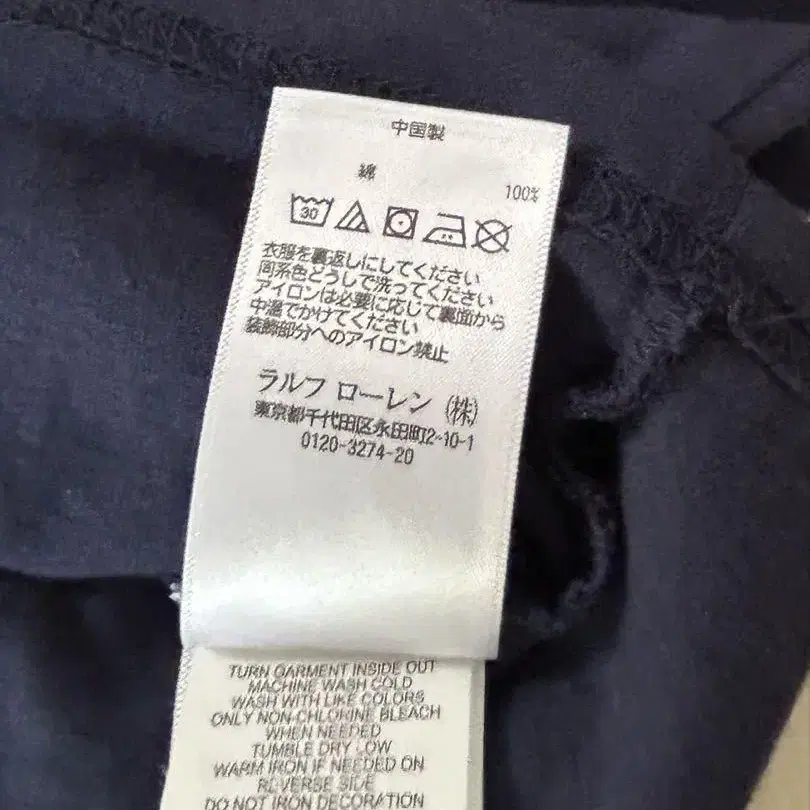 中国製
綿 100%
30
衣服を裏返しにしてください
同系色どうしで洗ってください
アイロンは必要に応じて裏面から
中温でかけてください
装飾部分へのアイロン禁止
ラルフ ローレン (株)
東京都千代田区永田町2-10-1
0120-3274-20
TURN GARMENT INSIDE OUT
MACHINE WASH COLD
WASH WITH LIKE COLORS
ONLY NON-CHLORINE BLEACH
WHEN NEEDED
TUMBLE DRY LOW
WARM IRON IF NEEDED ON
REVERSE SIDE
DO NOT IRON DECORATION